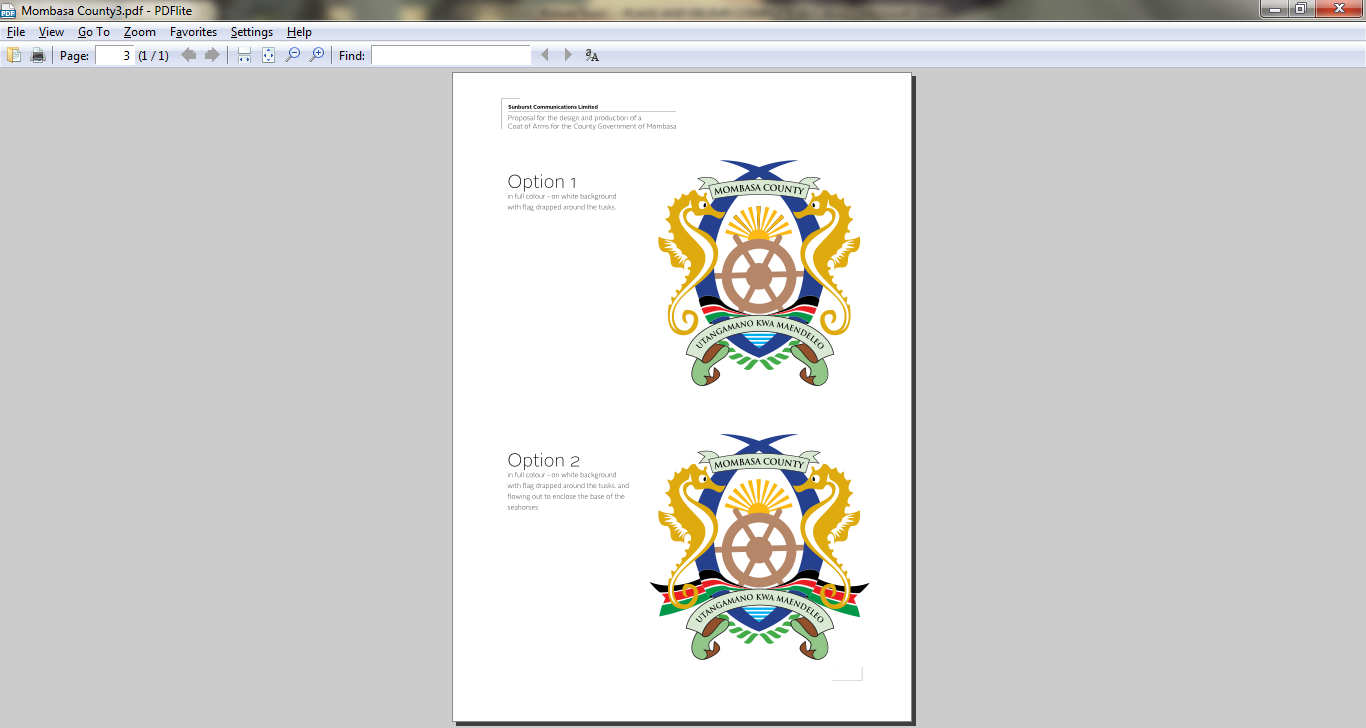 Mombasa County3.pdf - PDFlite
File View Go To Zoom Favorites Settings Help
Page: 3 (1 / 1) Find:
Sunburst Communications Limited
Proposal for the design and production of a
Coat of Arms for the County Government of Mombasa
Option 1
in full colour - on white background
with flag drapped around the tusks.
MOMBASA COUNTY
UTANGAMANO KWA MAENDELEO
Option 2
in full colour - on white background
with flag drapped around the tusks. and
flowing out to enclose the base of the
seahorses
MOMBASA COUNTY
UTANGAMANO KWA MAENDELEO